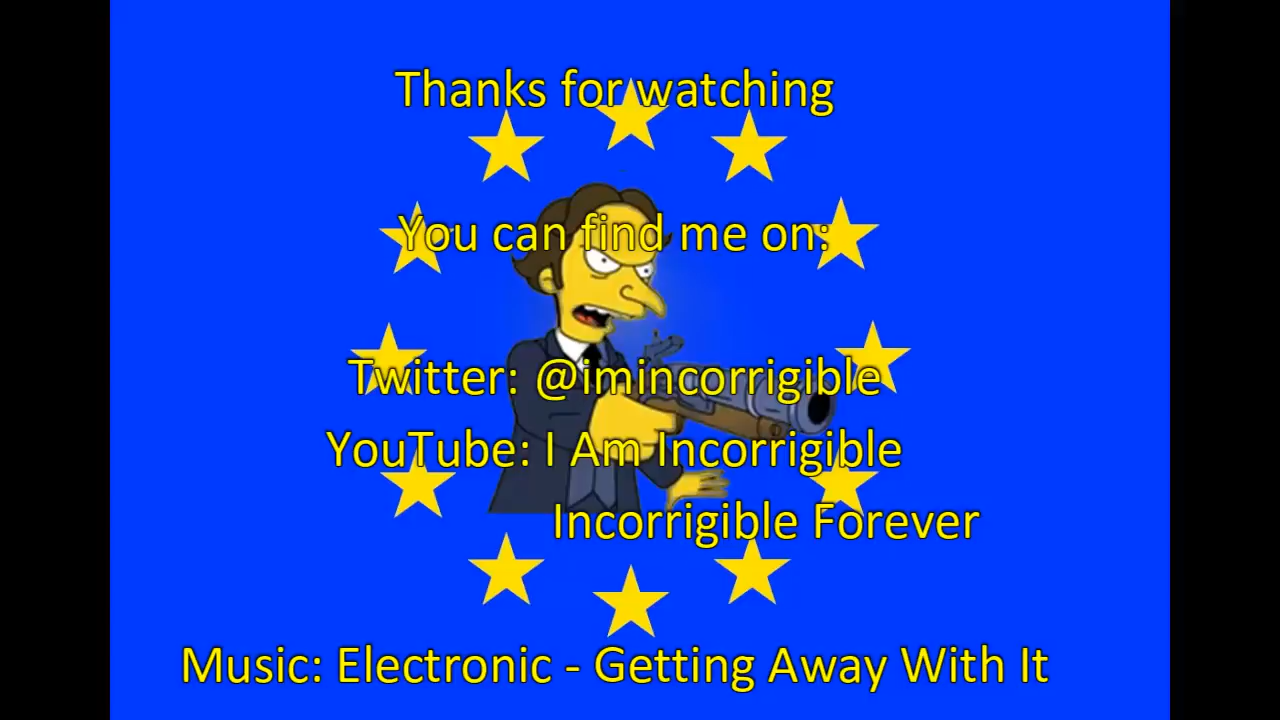 Thanks for watching
You can find me on:
Twitter: @imincorrigible
YouTube: I Am Incorrigible
Incorrigible Forever
Music: Electronic - Getting Away With It